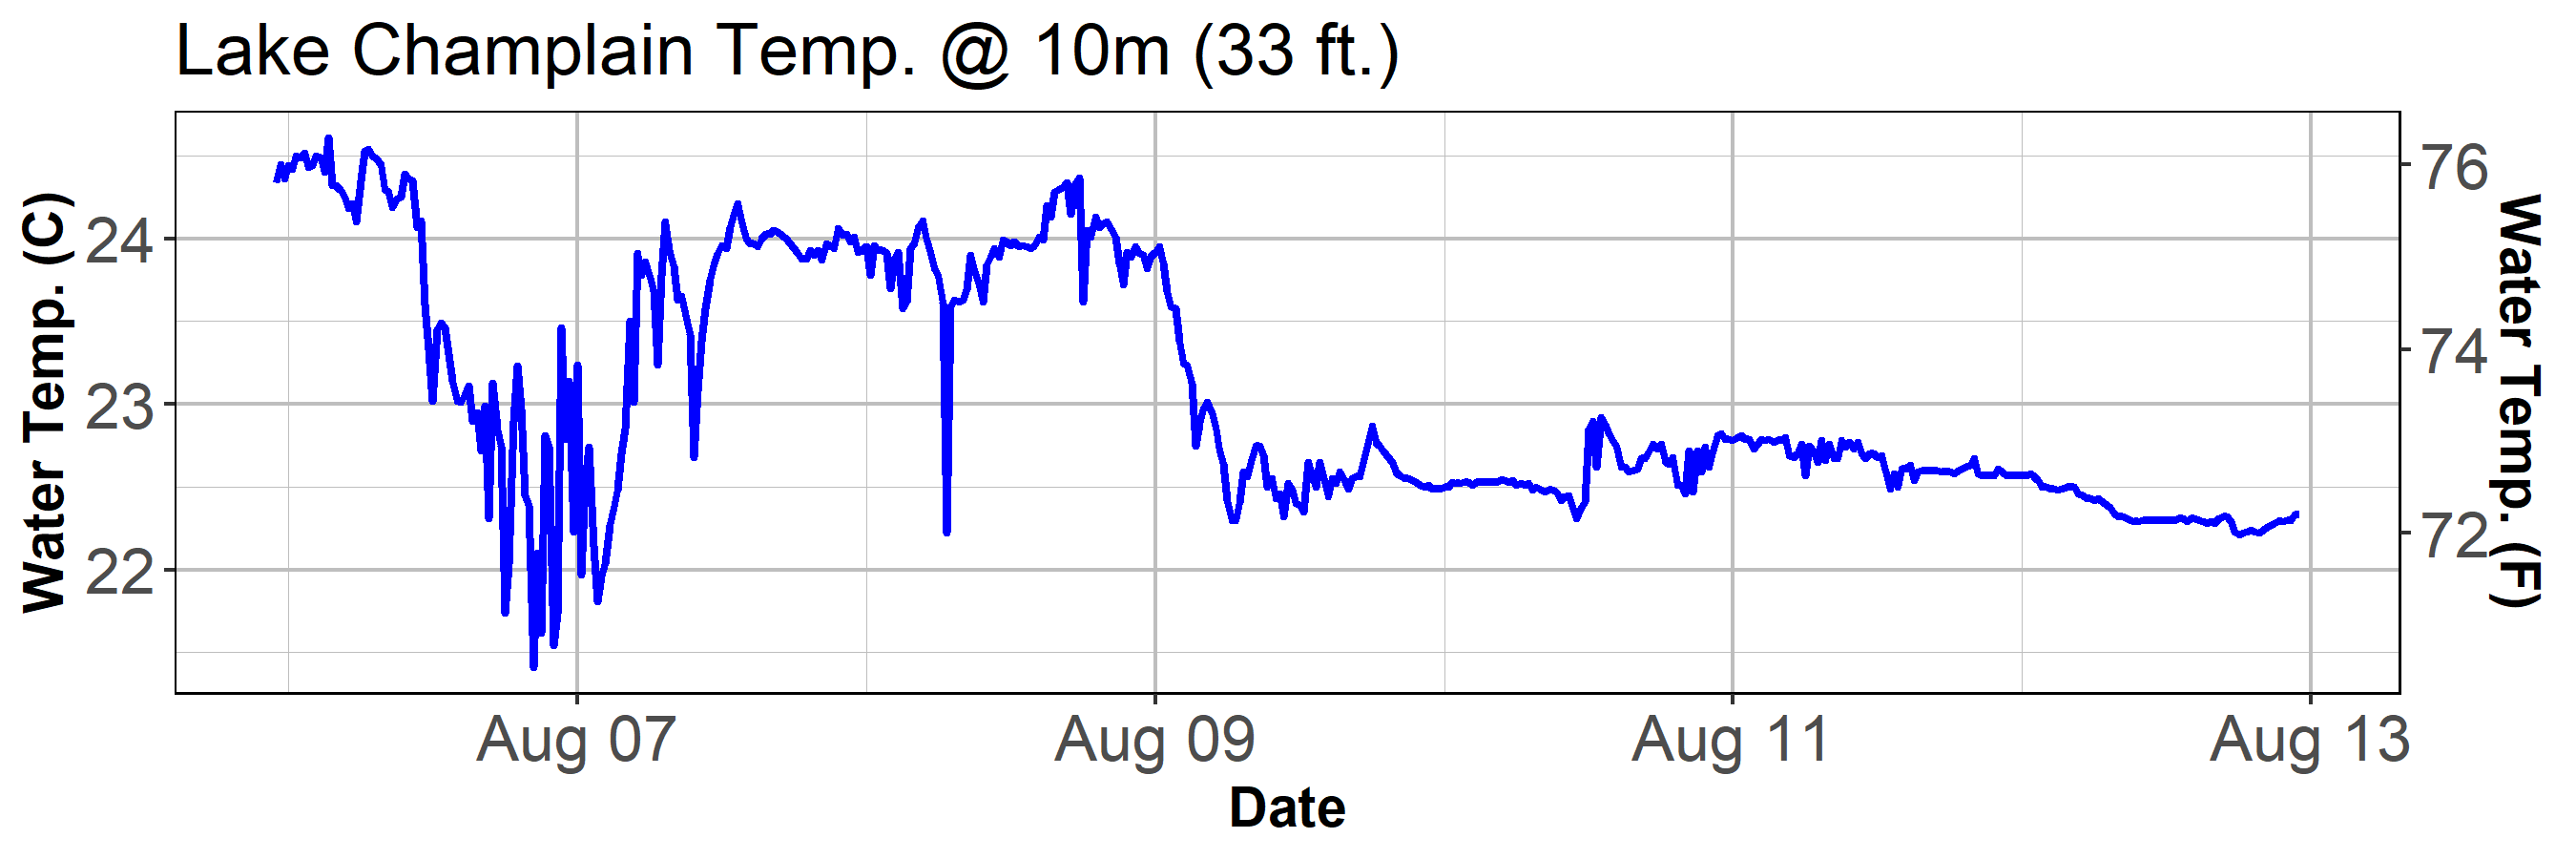 Lake Champlain Temp. @ 10m (33 ft.)
Water Temp. (C)
24
23
22
76
74
72
Water Temp. (F)
Aug 07 Aug 09 Aug 11 Aug 13
Date